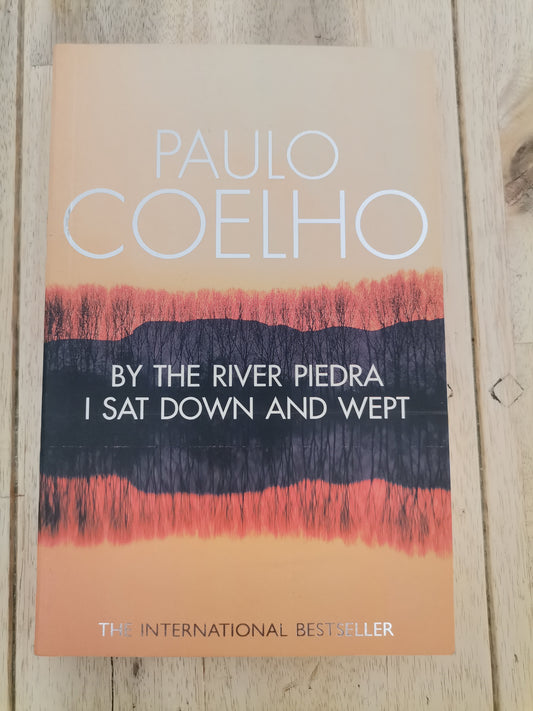 PAULO
COELHO
BY THE RIVER PIEDRA
I SAT DOWN AND WEPT
THE INTERNATIONAL BESTSELLER